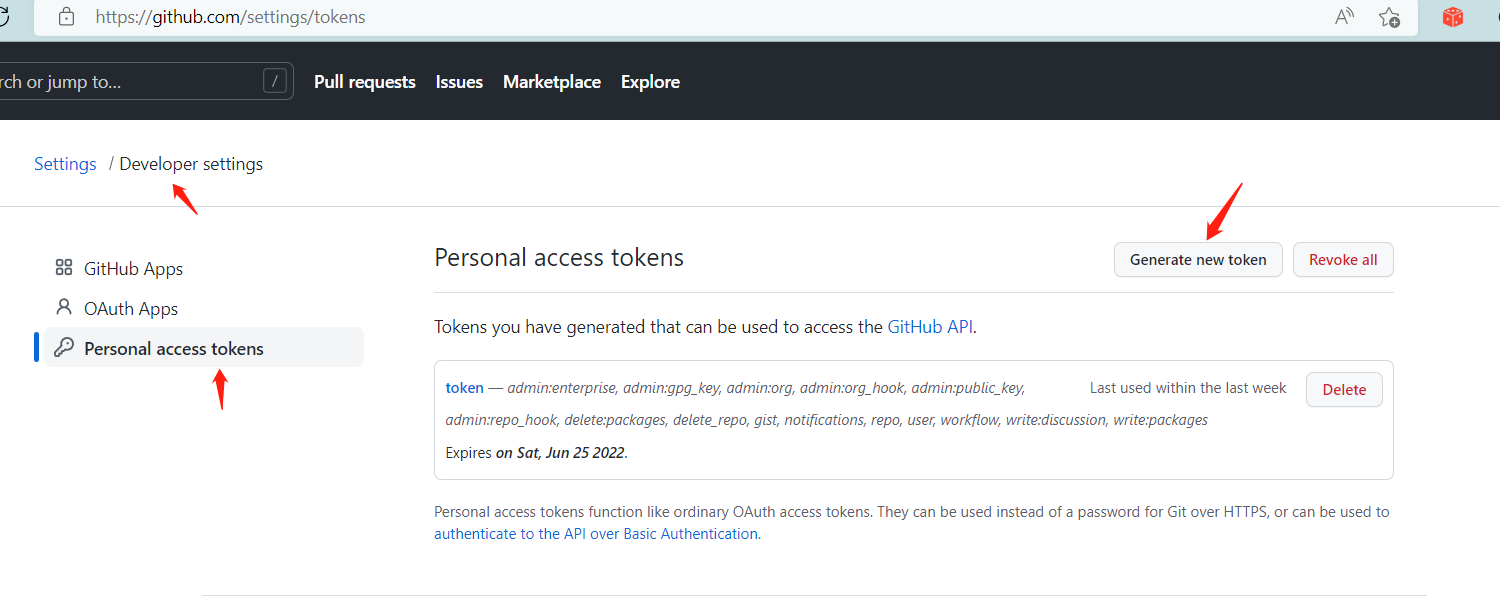 https://github.com/settings/tokens
rch or jump to...
/
Pull requests
Issues
Marketplace
Explore
Settings / Developer settings
GitHub Apps
OAuth Apps
Personal access tokens
Personal access tokens
Generate new token
Revoke all
Tokens you have generated that can be used to access the GitHub API.
token — admin:enterprise, admin:gpg_key, admin:org, admin:org_hook, admin:public_key,
Last used within the last week
Delete
admin:repo_hook, delete:packages, delete_repo, gist, notifications, repo, user, workflow, write:discussion, write:packages
Expires on Sat, Jun 25 2022.
Personal access tokens function like ordinary OAuth access tokens. They can be used instead of a password for Git over HTTPS, or can be used to
authenticate to the API over Basic Authentication.